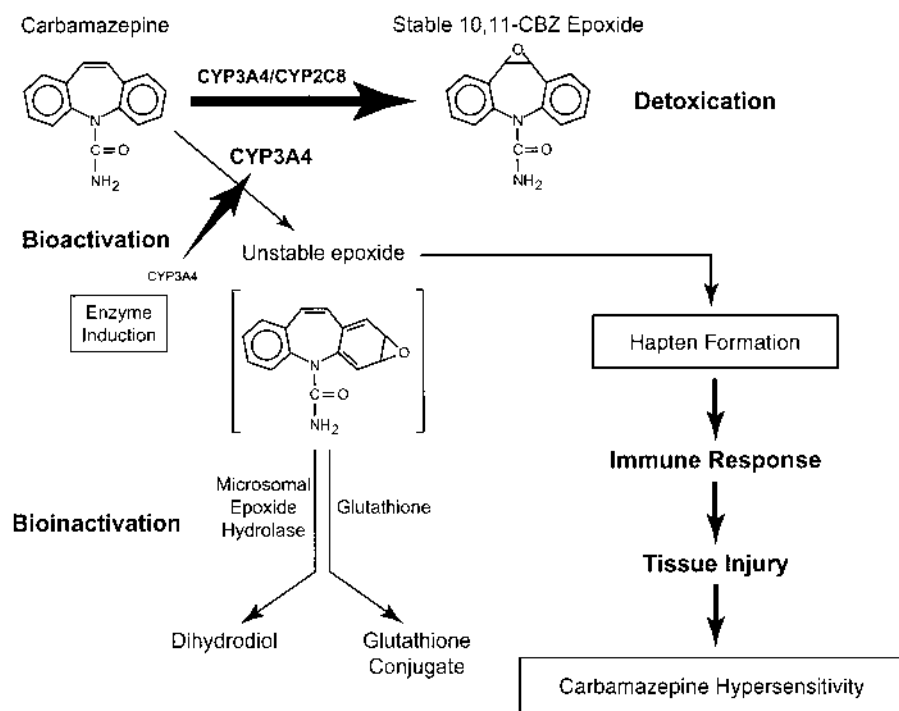 Carbamazepine
Stable 10,11-CBZ Epoxide
CYP3A4/CYP2C8
Detoxication
O
N
C=O
NH2
N
C=O
NH2
CYP3A4
Bioactivation
CYP3A4
Enzyme
Induction
Unstable epoxide
O
N
C=O
NH2
Hapten Formation
Immune Response
Tissue Injury
Carbamazepine Hypersensitivity
Bioinactivation
Microsomal
Epoxide
Hydrolase
Glutathione
Dihydrodiol
Glutathione
Conjugate